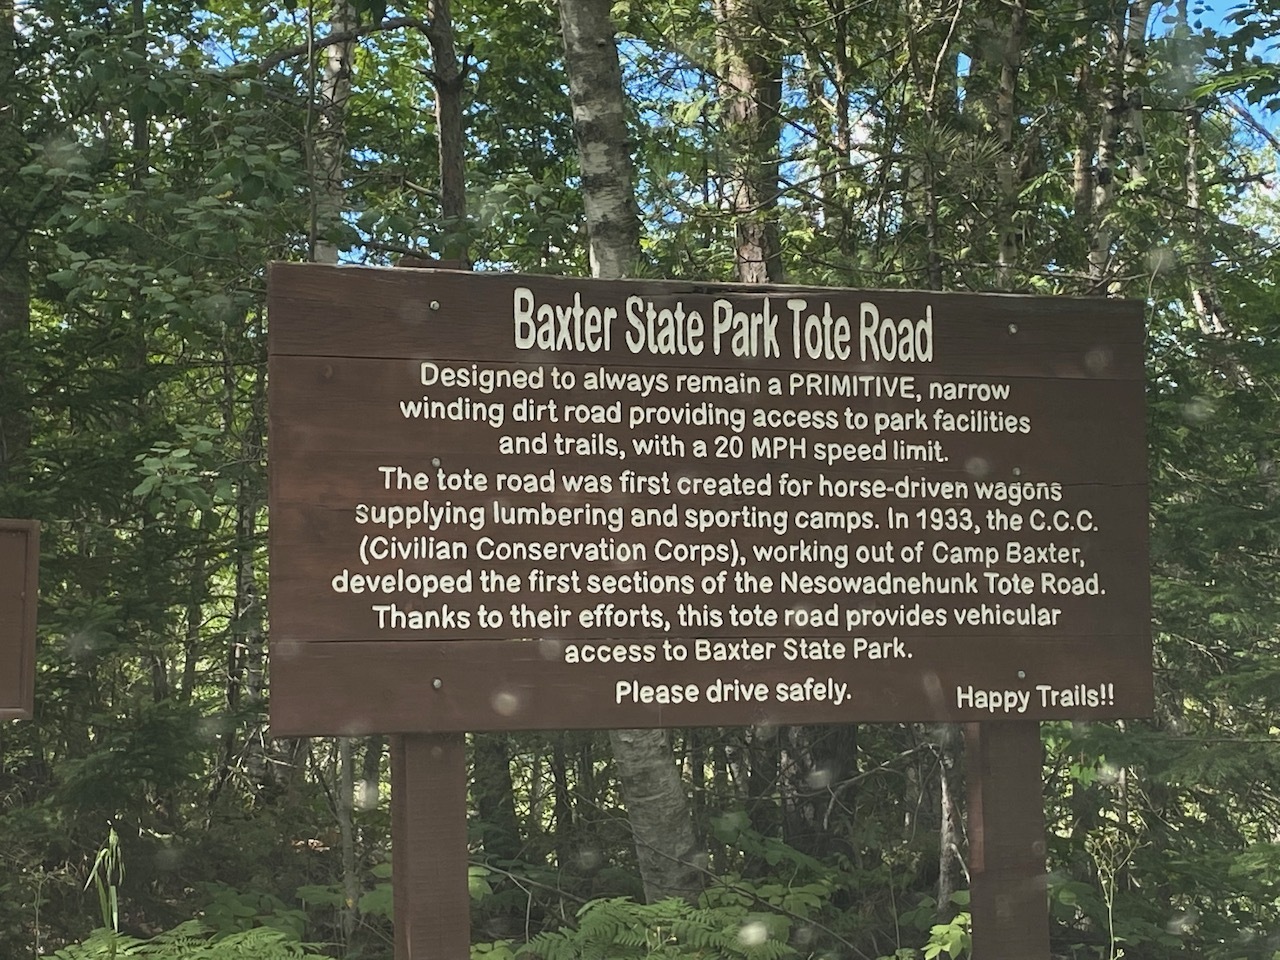 Baxter State Park Tote Road
Designed to always remain a PRIMITIVE, narrow
winding dirt road providing access to park facilities
and trails, with a 20 MPH speed limit.
The tote road was first created for horse-driven wagons
supplying lumbering and sporting camps. In 1933, the C.C.C.
(Civilian Conservation Corps), working out of Camp Baxter,
developed the first sections of the Nesowadnehunk Tote Road.
Thanks to their efforts, this tote road provides vehicular
access to Baxter State Park.
Please drive safely. Happy Trails!!